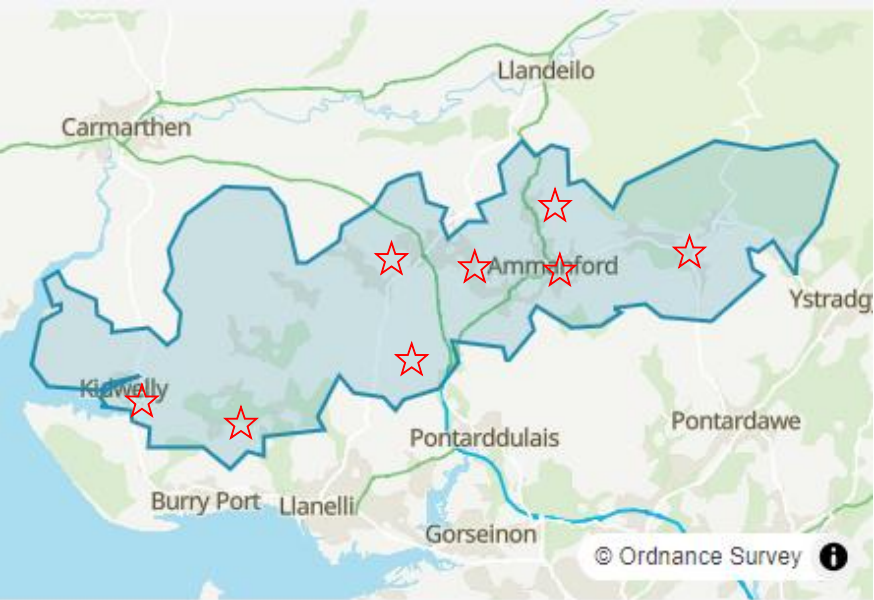 Llandeilo
Carmarthen
Ammanford
Ystradg
Kidwelly
Pontardawe
Pontarddulais
Burry Port
Llanelli
Gorseinon
© Ordnance Survey i